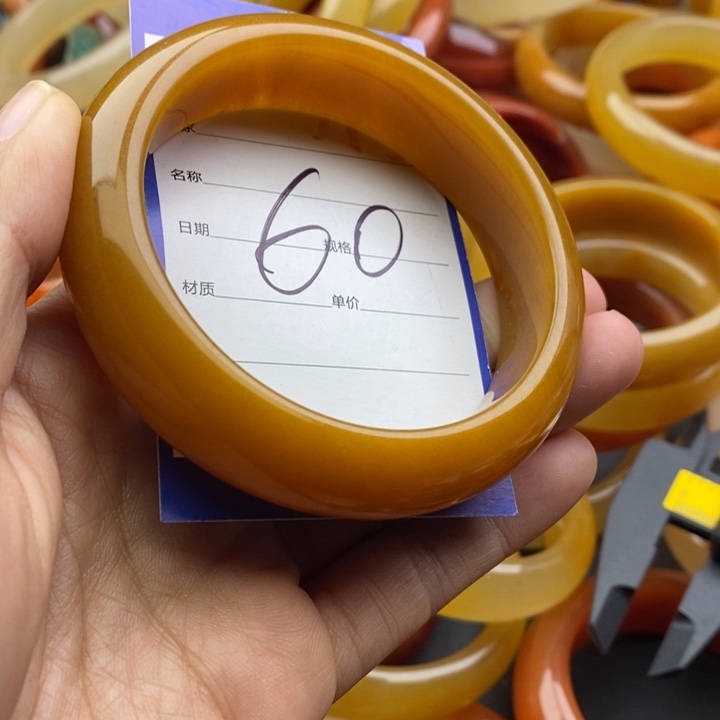 名称
60
日期 规格
材质 单价